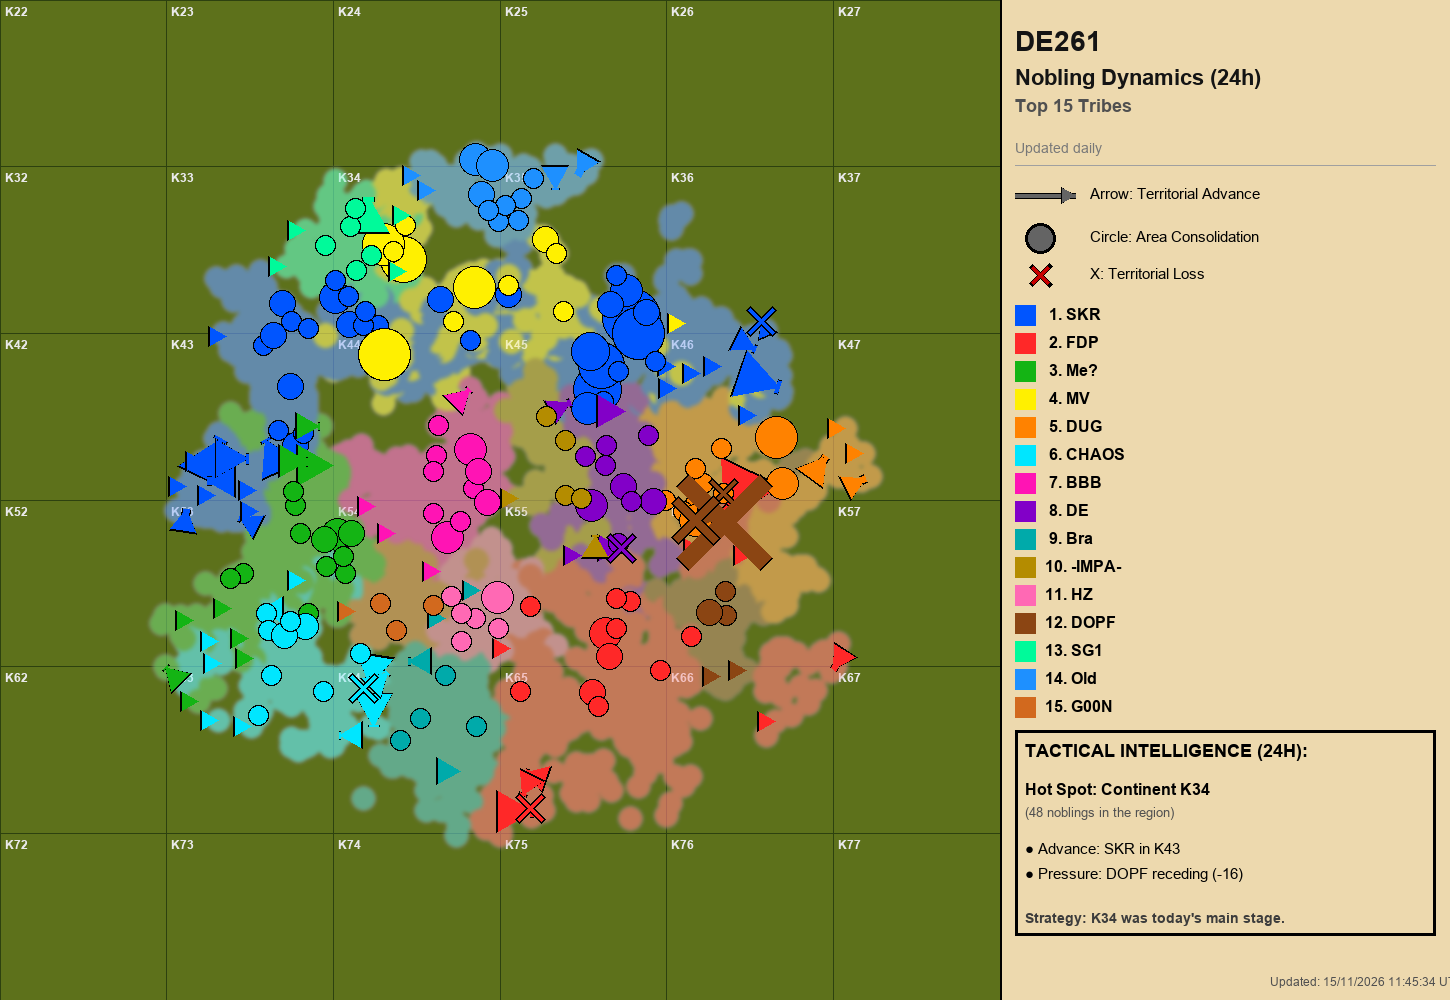 K22
K23
K24
K25
K26
K27
K32
K33
K34
K36
K37
K42
K43
K44
K45
K46
K47
K52
K54
K55
K57
K62
K65
K66
K67
K72
K73
K74
K75
K76
K77
DE261
Nobling Dynamics (24h)
Top 15 Tribes
Updated daily
Arrow: Territorial Advance
Circle: Area Consolidation
X: Territorial Loss
1. SKR
2. FDP
3. Me?
4. MV
5. DUG
6. CHAOS
7. BBB
8. DE
9. Bra
10. -IMPA-
11. HZ
12. DOPF
13. SG1
14. Old
15. G00N
TACTICAL INTELLIGENCE (24H):
Hot Spot: Continent K34
(48 noblings in the region)
● Advance: SKR in K43
● Pressure: DOPF receding (-16)
Strategy: K34 was today's main stage.
Updated: 15/11/2026 11:45:34